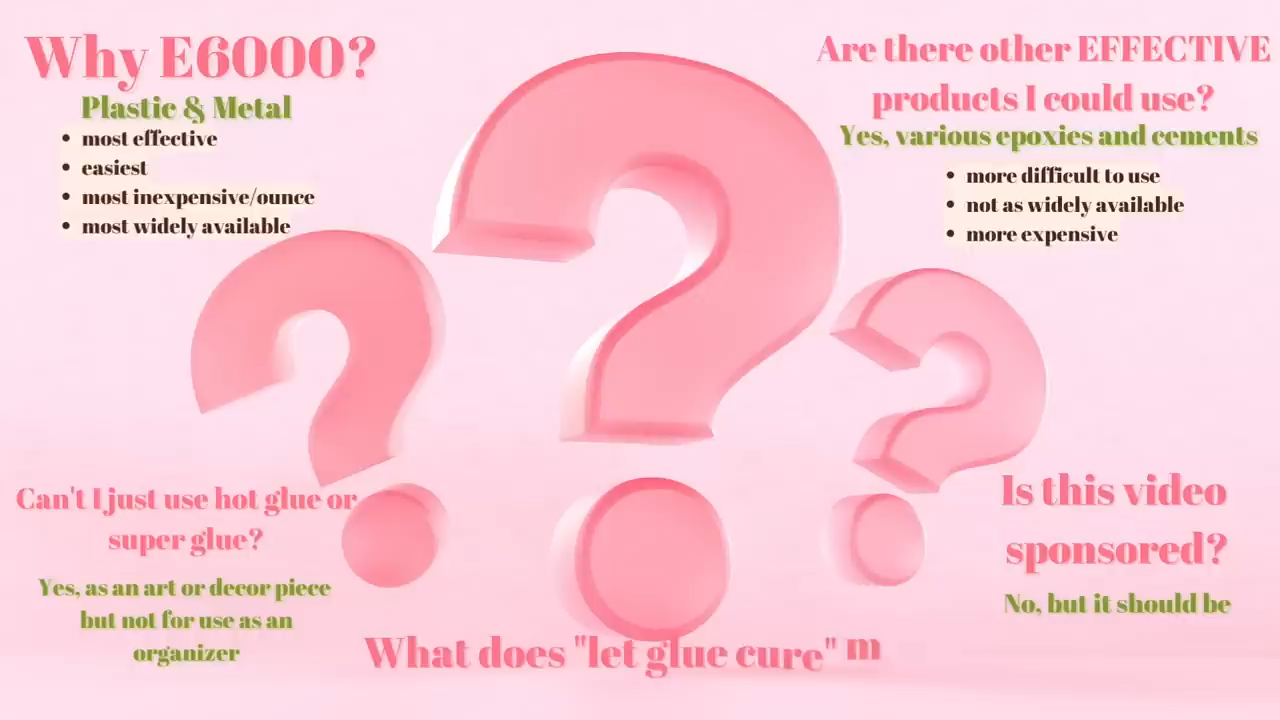 Why E6000?
Plastic & Metal
• most effective
• easiest
• most inexpensive/ounce
• most widely available
Are there other EFFECTIVE
products I could use?
Yes, various epoxies and cements
• more difficult to use
• not as widely available
• more expensive
Can't I just use hot glue or
super glue?
Yes, as an art or decor piece
but not for use as an
organizer
Is this video
sponsored?
No, but it should be
What does "let glue cure" m